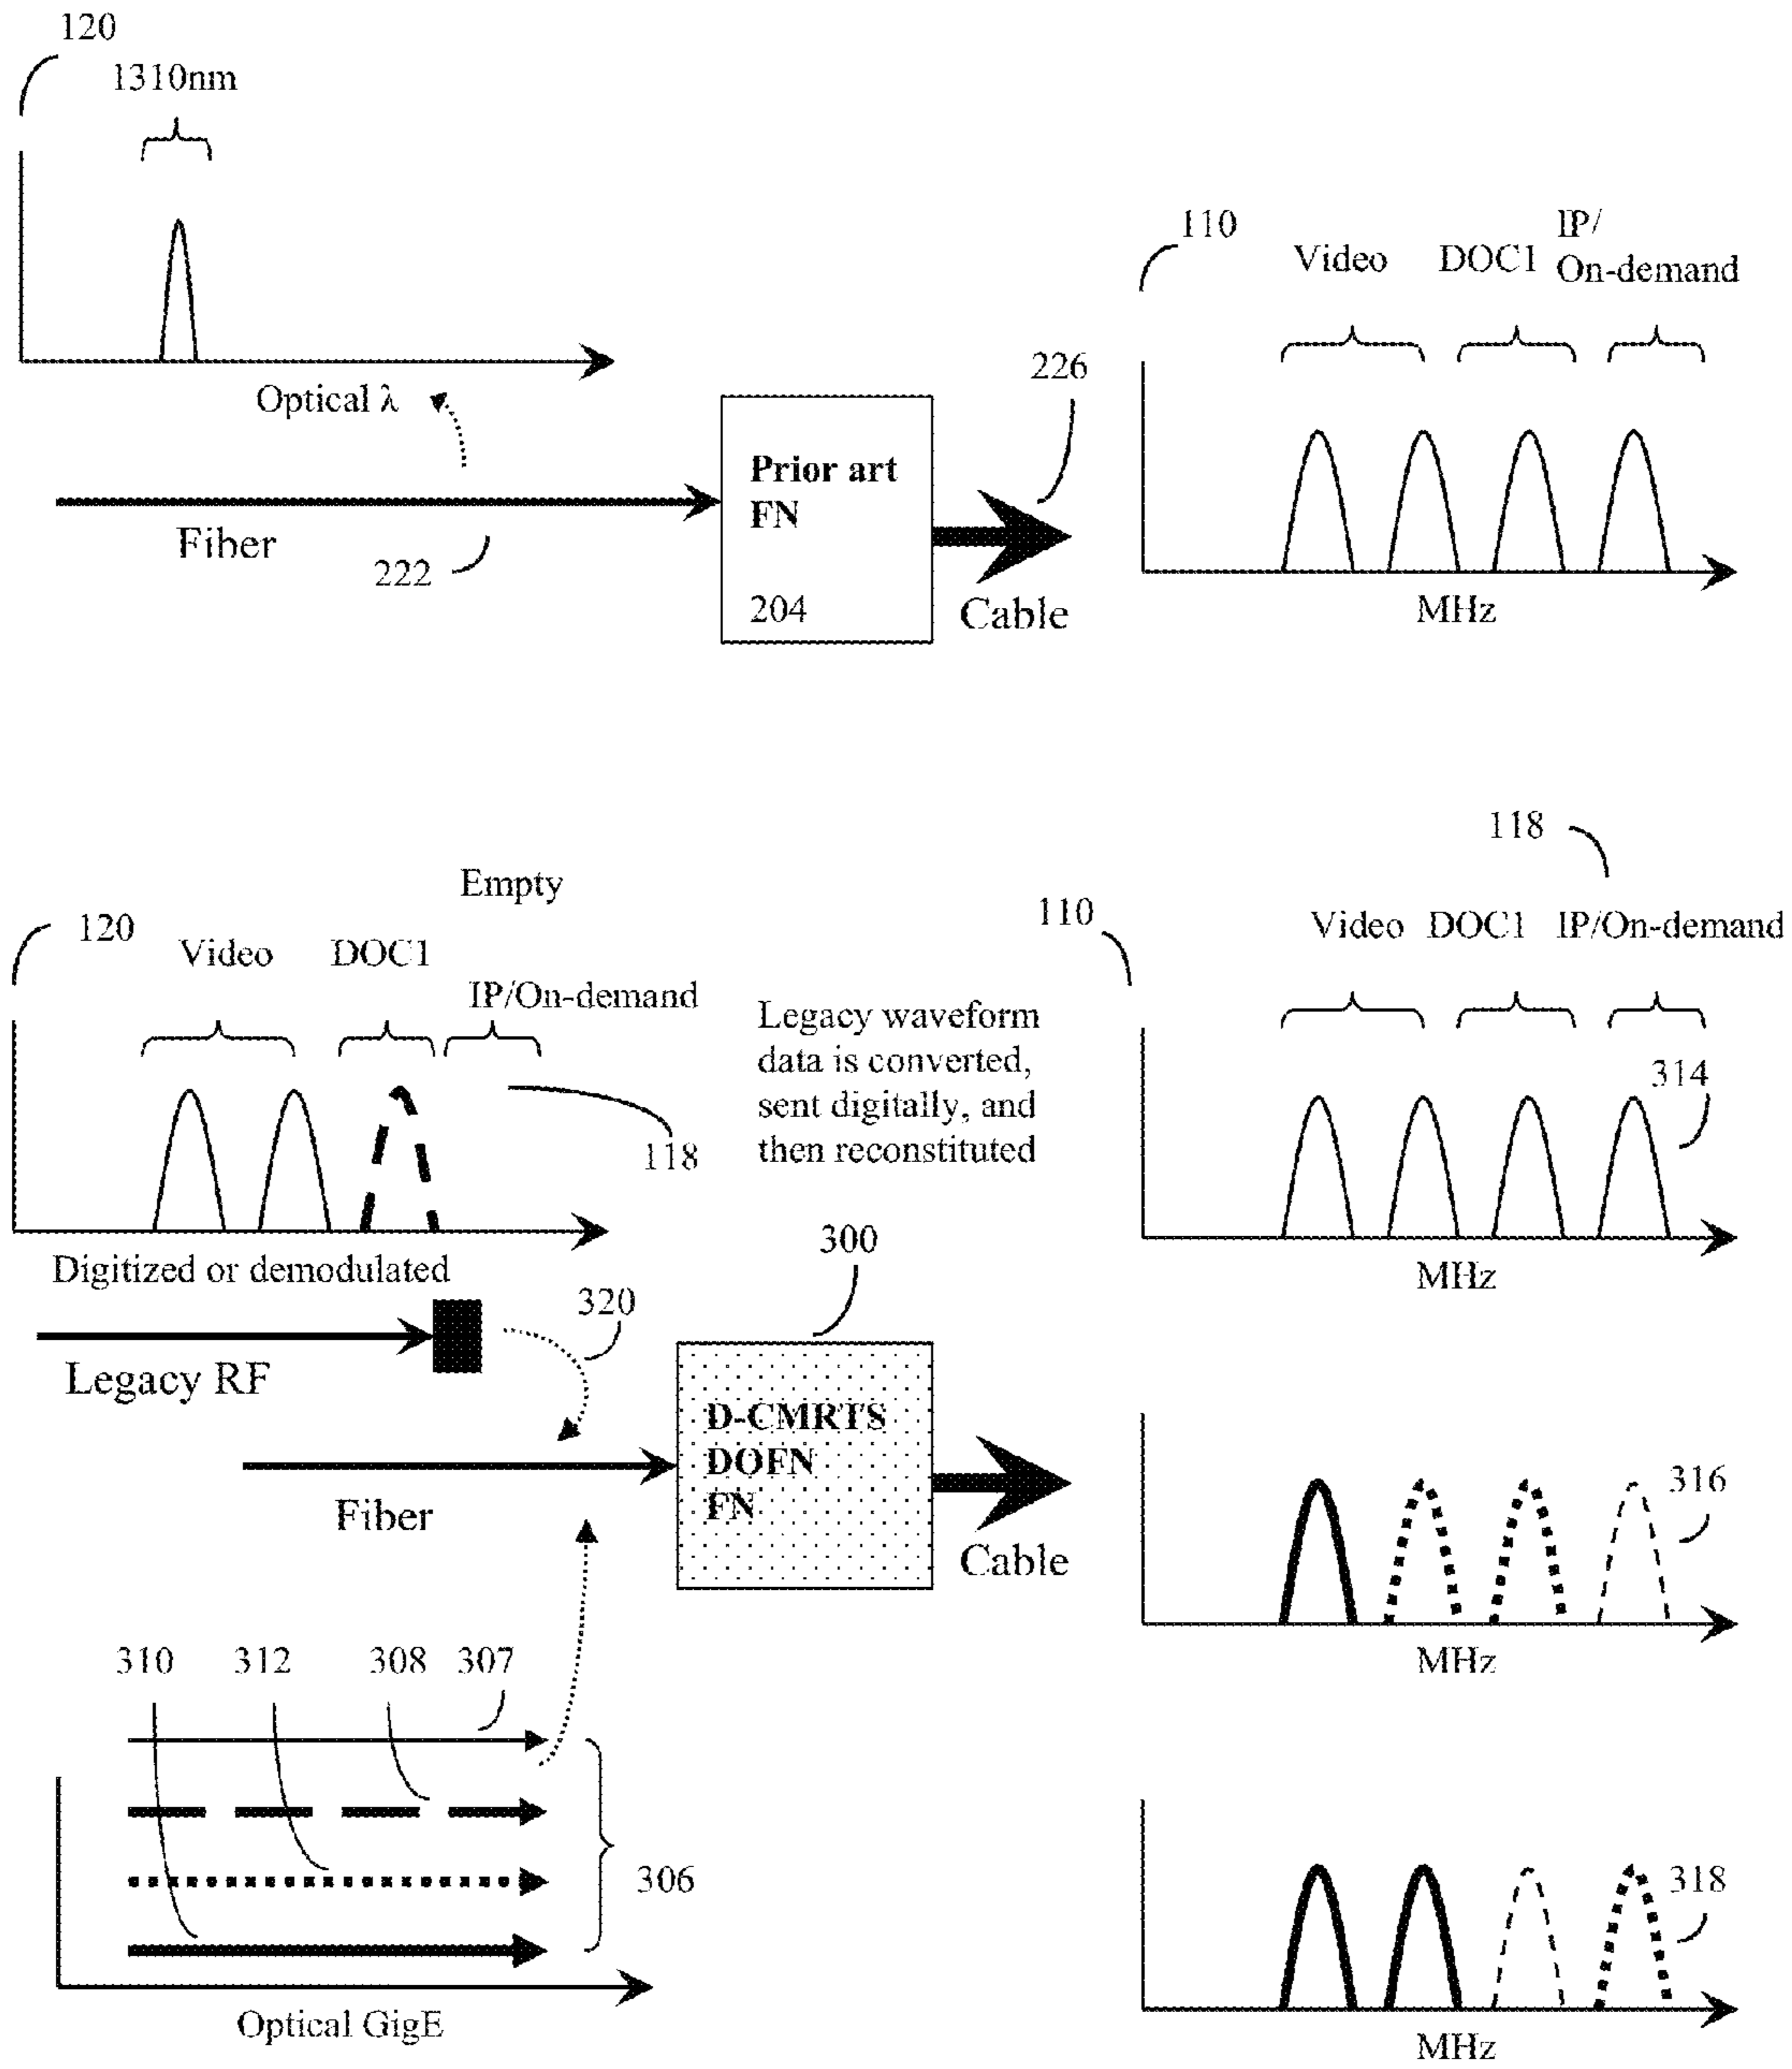 120
1310nm
Optical λ
Fiber
222
Prior art
FN
204
226
Cable
110
Video
DOC1
IP/
On-demand
MHz
120
Video
DOC1
Empty
IP/On-demand
118
Digitized or demodulated
Legacy RF
320
Legacy waveform
data is converted,
sent digitally, and
then reconstituted
300
Fiber
D-CMRTS
DOFN
FN
Cable
118
110
Video
DOC1
IP/On-demand
314
MHz
316
MHz
318
MHz
310
312
308
307
306
Optical GigE